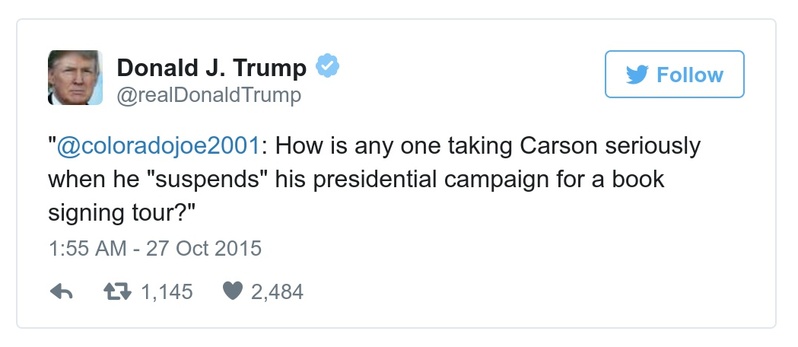 Donald J. Trump
@realDonaldTrump
Follow
"@coloradojoe2001: How is any one taking Carson seriously
when he "suspends" his presidential campaign for a book
signing tour?"
1:55 AM - 27 Oct 2015
1,145 2,484